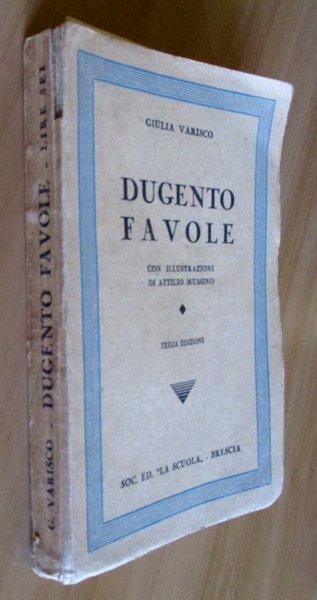 GIULIA VARISCO
DUGENTO
FAVOLE
CON ILLUSTRAZIONI
DI ATTILIO MUSSINO
TERZA EDIZIONE
SOC. ED. "LA SCUOLA„ - BRESCIA
G. VARISCO - DUGENTO FAVOLE - LIRE SEI